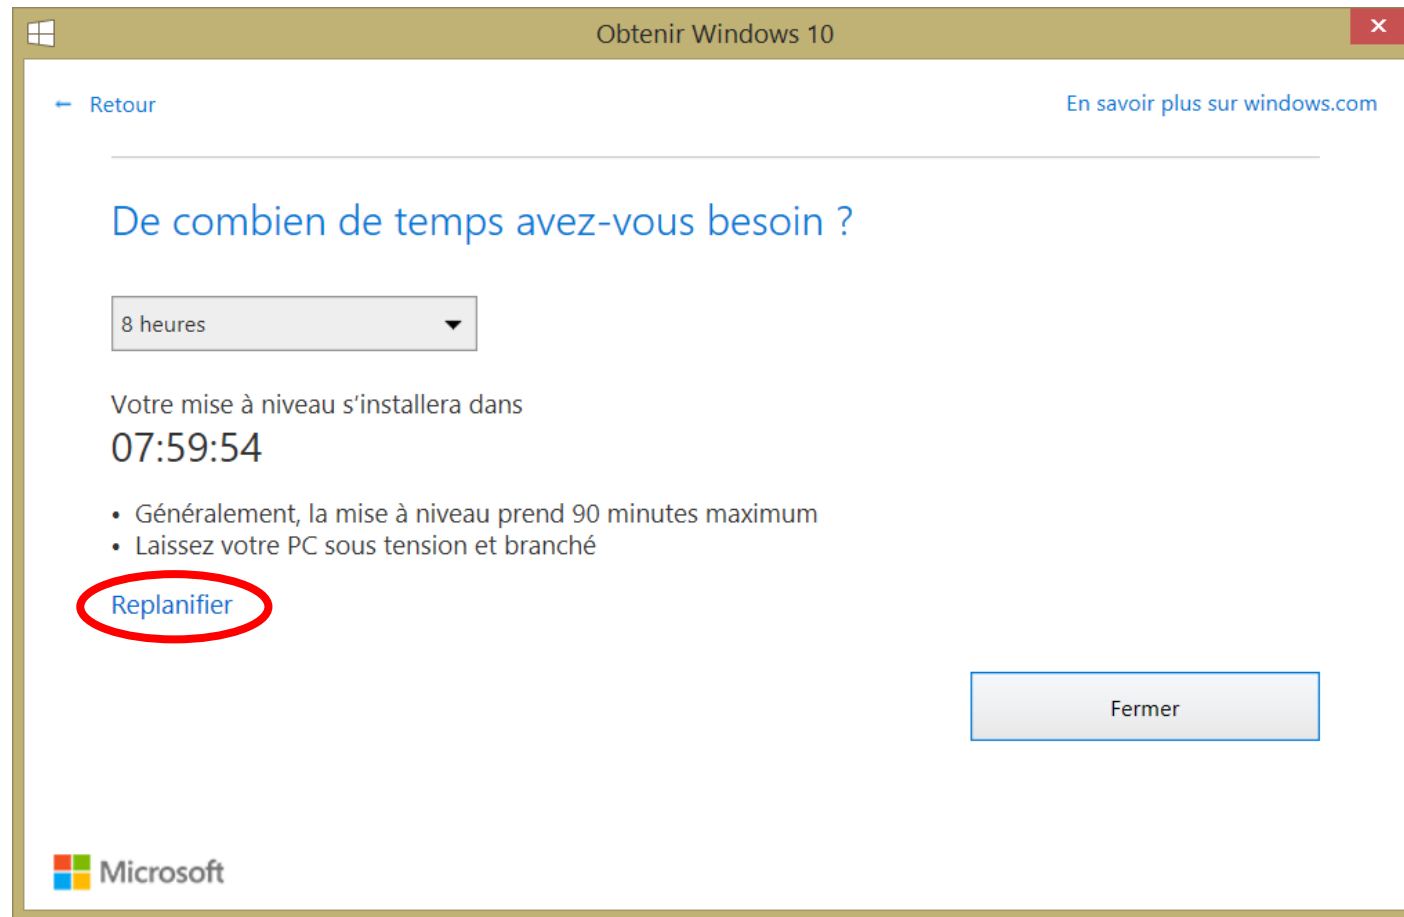 Obtenir Windows 10
← Retour
En savoir plus sur windows.com
De combien de temps avez-vous besoin ?
8 heures
Votre mise à niveau s’installera dans
07:59:54
• Généralement, la mise à niveau prend 90 minutes maximum
• Laissez votre PC sous tension et branché
Replanifier
Fermer
Microsoft